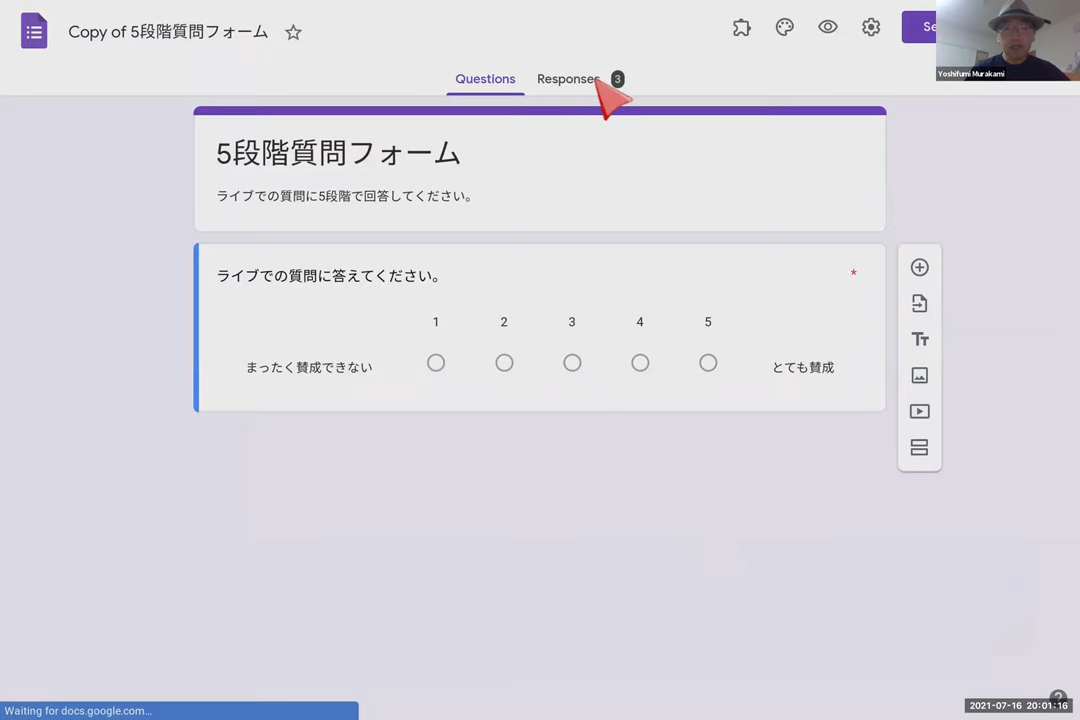 Copy of 5段階質問フォーム
Se
Yoshifumi Murakami
Questions
Responses
3
5段階質問フォーム
ライブでの質問に5段階で回答してください。
ライブでの質問に答えてください。
*
1 2 3 4 5
まったく賛成できない
とても賛成
Tт
Waiting for docs.google.com...
2021-07-16 20:01:16